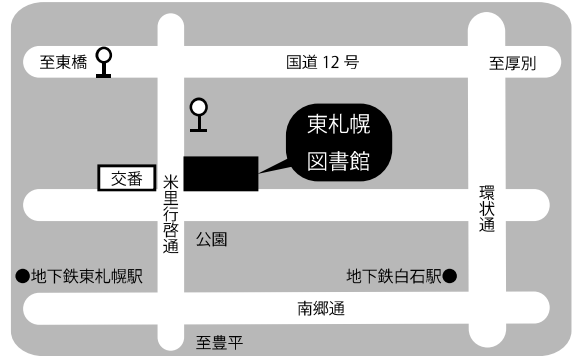 至東橋
国道12号
至厚別
東札幌
図書館
交番
米里行啓通
環状通
公園
地下鉄東札幌駅
地下鉄白石駅
南郷通
至豊平